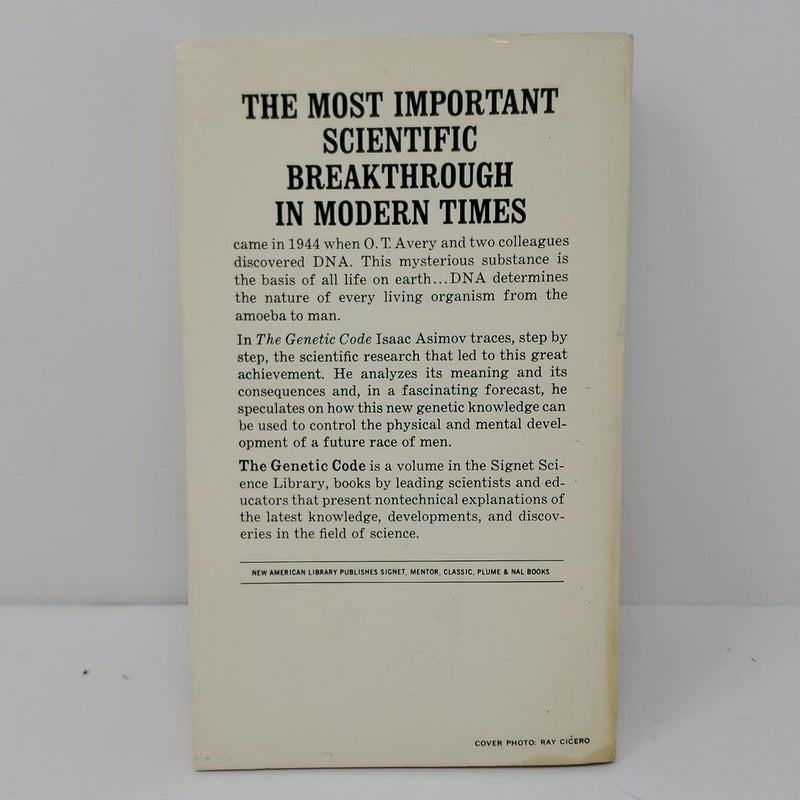 THE MOST IMPORTANT
SCIENTIFIC
BREAKTHROUGH
IN MODERN TIMES
came in 1944 when O. T. Avery and two colleagues
discovered DNA. This mysterious substance is
the basis of all life on earth...DNA determines
the nature of every living organism from the
amoeba to man.
In The Genetic Code Isaac Asimov traces, step by
step, the scientific research that led to this great
achievement. He analyzes its meaning and its
consequences and, in a fascinating forecast, he
speculates on how this new genetic knowledge can
be used to control the physical and mental devel-
opment of a future race of men.
The Genetic Code is a volume in the Signet Sci-
ence Library, books by leading scientists and ed-
ucators that present nontechnical explanations of
the latest knowledge, developments, and discov-
eries in the field of science.
NEW AMERICAN LIBRARY PUBLISHES SIGNET, MENTOR, CLASSIC, PLUME & NAL BOOKS
COVER PHOTO: RAY CICERO